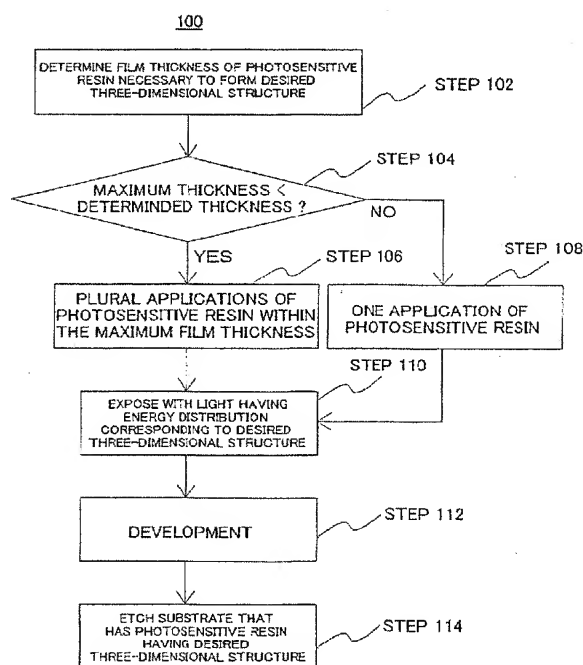 100
DETERMINE FILM THICKNESS OF PHOTOSENSITIVE
RESIN NECESSARY TO FORM DESIRED
THREE-DIMENSIONAL STRUCTURE
STEP 102
STEP 104
MAXIMUM THICKNESS <
DETERMINDED THICKNESS ?
NO
YES
STEP 106
STEP 108
PLURAL APPLICATIONS OF
PHOTOSENSITIVE RESIN WITHIN
THE MAXIMUM FILM THICKNESS
ONE APPLICATION OF
PHOTOSENSITIVE RESIN
STEP 110
EXPOSE WITH LIGHT HAVING
ENERGY DISTRIBUTION
CORRESPONDING TO DESIRED
THREE-DIMENSIONAL STRUCTURE
DEVELOPMENT
STEP 112
ETCH SUBSTRATE THAT
HAS PHOTOSENSITIVE RESIN
HAVING DESIRED
THREE-DIMENSIONAL STRUCTURE
STEP 114